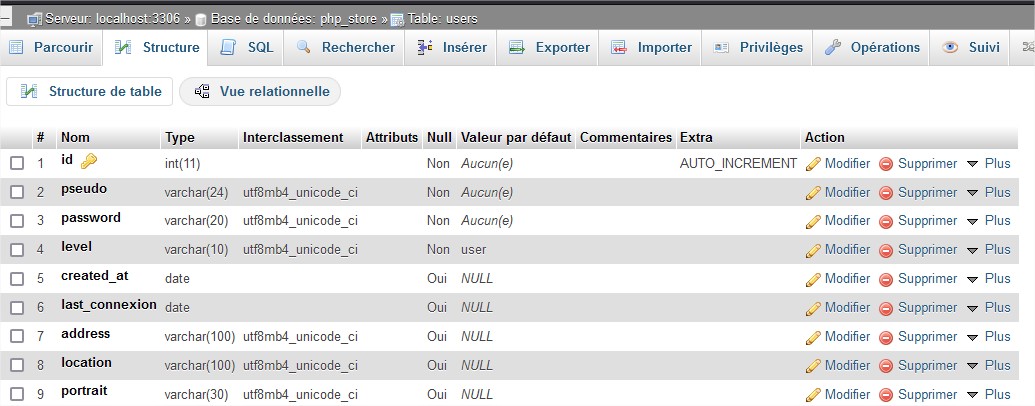 Serveur: localhost:3306 » Base de données: php_store » Table: users
Parcourir Structure SQL Rechercher Insérer Exporter Importer Privilèges Opérations Suivi
Structure de table Vue relationnelle
# Nom Type Interclassement Attributs Null Valeur par défaut Commentaires Extra Action
1 id int(11) Non Aucun(e) AUTO_INCREMENT Modifier Supprimer Plus
2 pseudo varchar(24) utf8mb4_unicode_ci Non Aucun(e) Modifier Supprimer Plus
3 password varchar(20) utf8mb4_unicode_ci Non Aucun(e) Modifier Supprimer Plus
4 level varchar(10) utf8mb4_unicode_ci Non user Modifier Supprimer Plus
5 created_at date Oui NULL Modifier Supprimer Plus
6 last_connexion date Oui NULL Modifier Supprimer Plus
7 address varchar(100) utf8mb4_unicode_ci Oui NULL Modifier Supprimer Plus
8 location varchar(100) utf8mb4_unicode_ci Oui NULL Modifier Supprimer Plus
9 portrait varchar(30) utf8mb4_unicode_ci Oui NULL Modifier Supprimer Plus